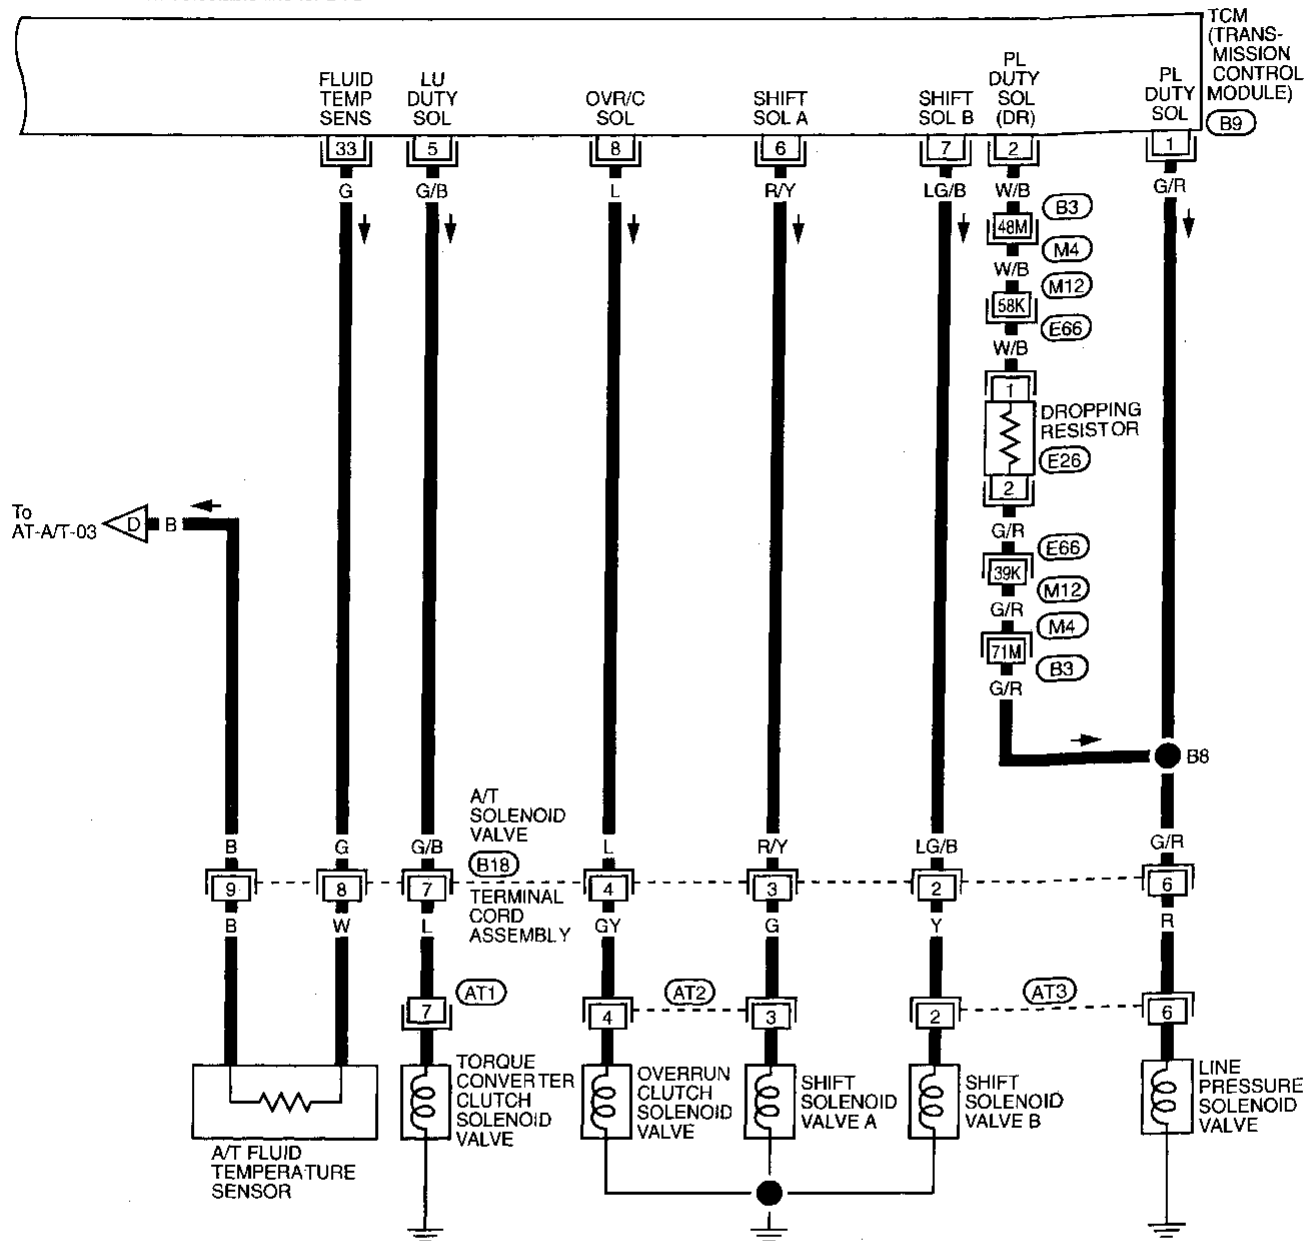 TCM
(TRANS-
MISSION
CONTROL
MODULE)
B9
FLUID
TEMP
SENS
LU
DUTY
SOL
OVR/C
SOL
SHIFT
SOL A
SHIFT
SOL B
PL
DUTY
SOL
(DR)
PL
DUTY
SOL
33
5
8
6
7
2
1
G
G/B
L
R/Y
LG/B
W/B
G/R
B3
48M
M4
W/B
M12
58K
E66
W/B
1
DROPPING
RESISTOR
E26
2
To
AT-A/T-03
D
B
G/R
E66
39K
M12
G/R
M4
71M
B3
G/R
B8
A/T
SOLENOID
VALVE
B18
B
G
G/B
L
R/Y
LG/B
G/R
9
8
7
4
3
2
6
TERMINAL
CORD
ASSEMBLY
B
W
L
GY
G
Y
R
AT1
AT2
AT3
7
4
3
2
6
TORQUE
CONVERTER
CLUTCH
SOLENOID
VALVE
OVERRUN
CLUTCH
SOLENOID
VALVE
SHIFT
SOLENOID
VALVE A
SHIFT
SOLENOID
VALVE B
LINE
PRESSURE
SOLENOID
VALVE
A/T FLUID
TEMPERATURE
SENSOR